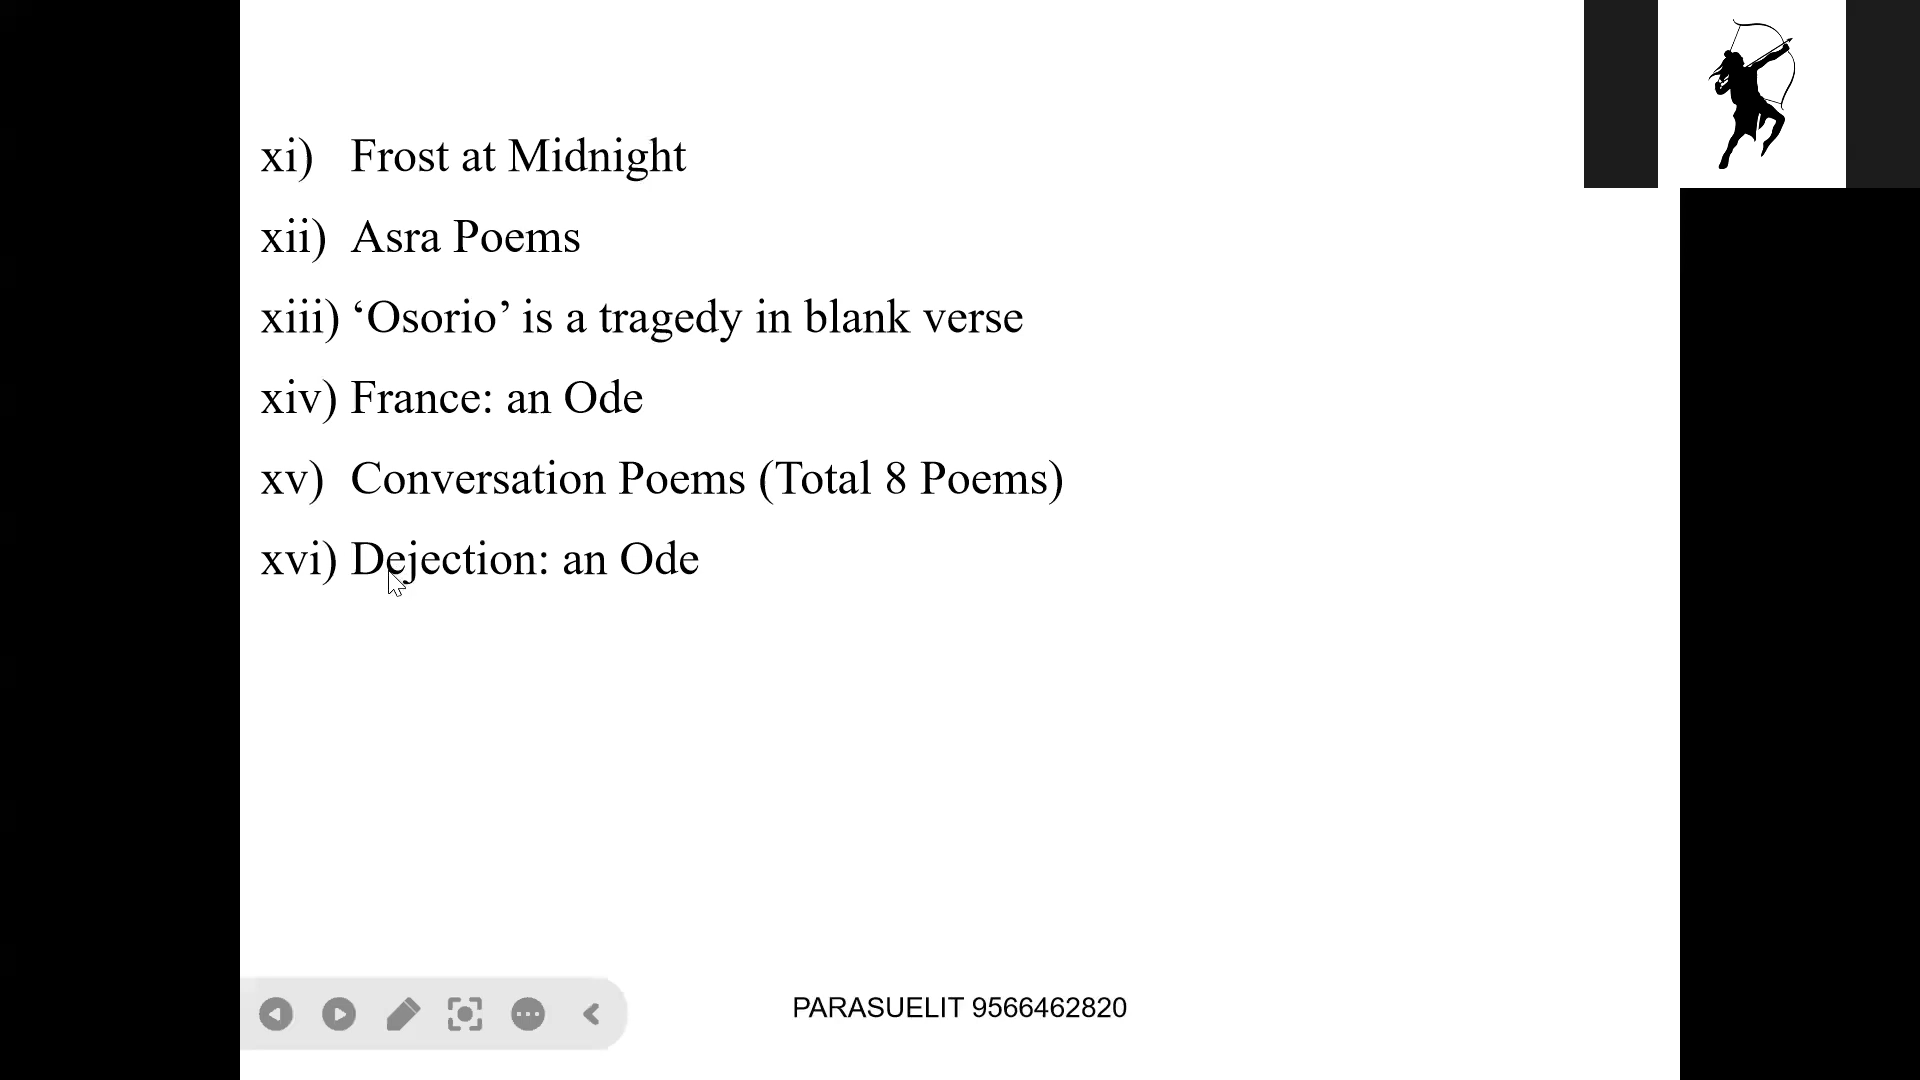 xi) Frost at Midnight
xii) Asra Poems
xiii) ‘Osorio’ is a tragedy in blank verse
xiv) France: an Ode
xv) Conversation Poems (Total 8 Poems)
xvi) Dejection: an Ode
PARASUELIT 9566462820